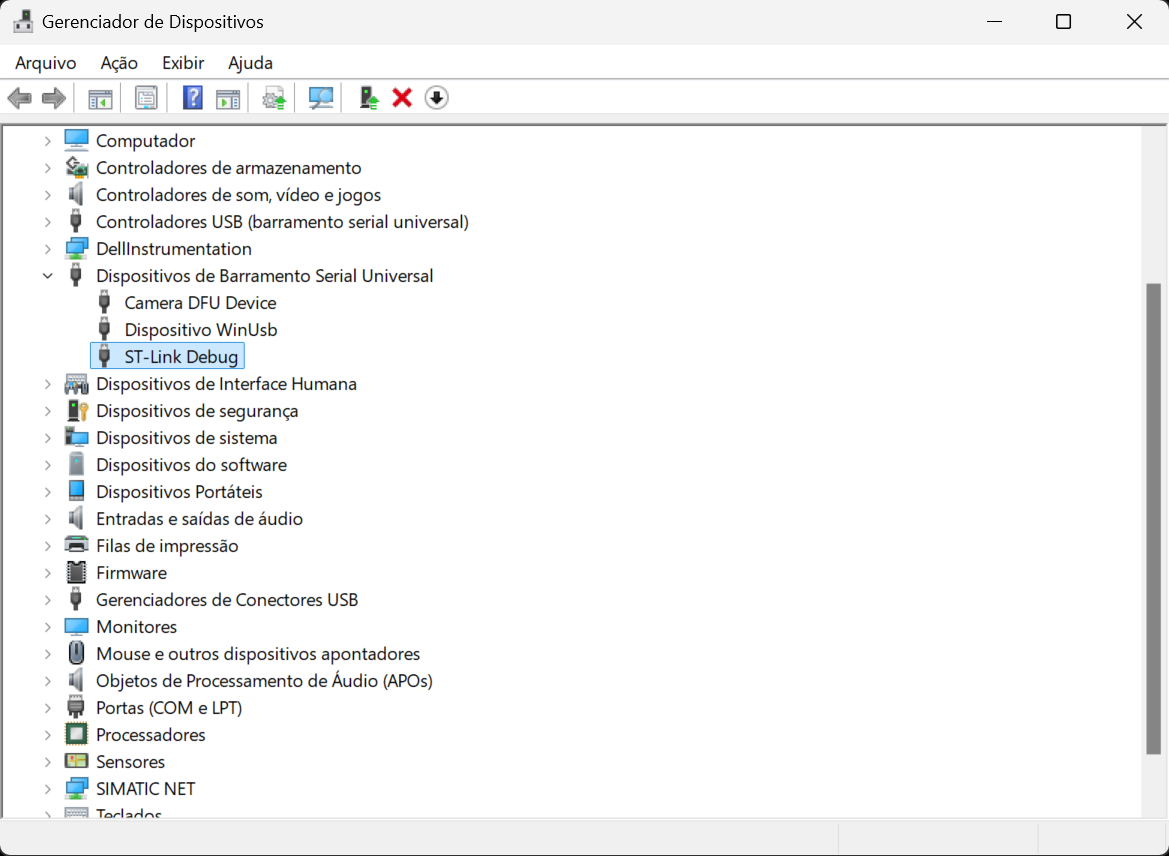 Gerenciador de Dispositivos
Arquivo Ação Exibir Ajuda
Computador
Controladores de armazenamento
Controladores de som, vídeo e jogos
Controladores USB (barramento serial universal)
DellInstrumentation
Dispositivos de Barramento Serial Universal
Camera DFU Device
Dispositivo WinUsb
ST-Link Debug
Dispositivos de Interface Humana
Dispositivos de segurança
Dispositivos de sistema
Dispositivos do software
Dispositivos Portáteis
Entradas e saídas de áudio
Filas de impressão
Firmware
Gerenciadores de Conectores USB
Monitores
Mouse e outros dispositivos apontadores
Objetos de Processamento de Áudio (APOs)
Portas (COM e LPT)
Processadores
Sensores
SIMATIC NET
Teclados